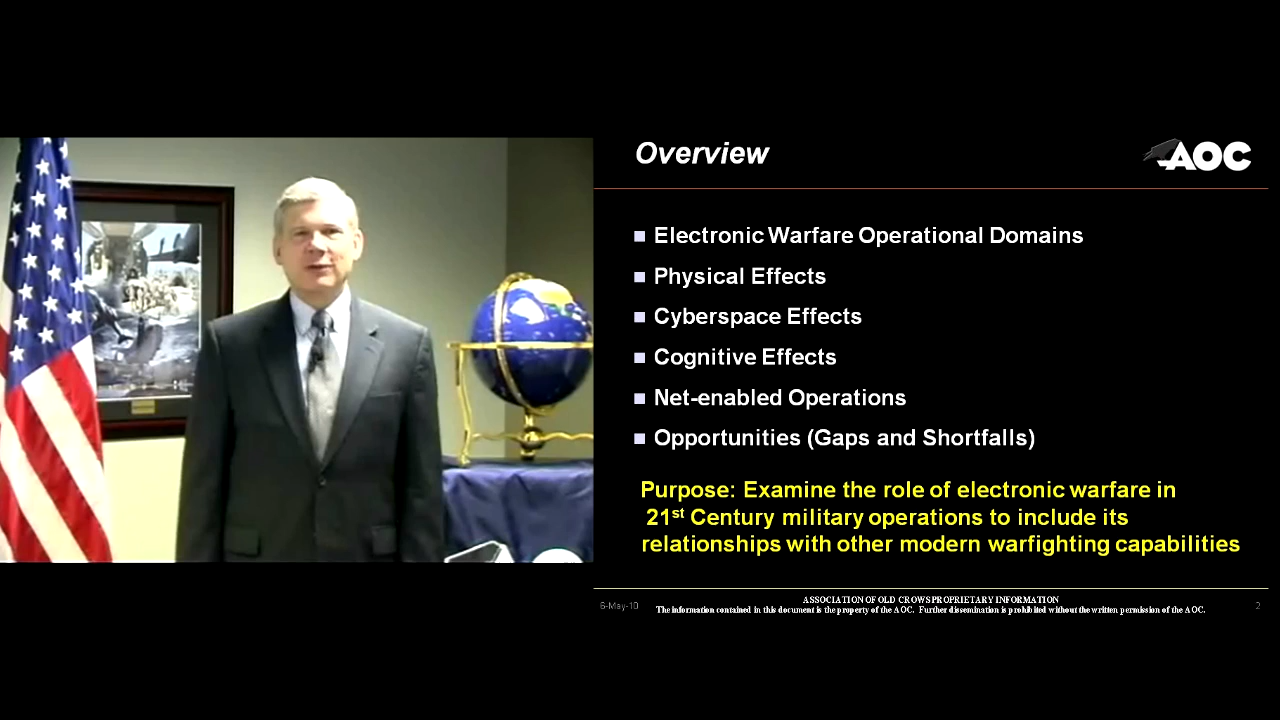 Overview
AOC
Electronic Warfare Operational Domains
Physical Effects
Cyberspace Effects
Cognitive Effects
Net-enabled Operations
Opportunities (Gaps and Shortfalls)
Purpose: Examine the role of electronic warfare in
21st Century military operations to include its
relationships with other modern warfighting capabilities
6-May-10
ASSOCIATION OF OLD CROWS PROPRIETARY INFORMATION
The information contained in this document is the property of the AOC. Further dissemination is prohibited without the written permission of the AOC.
2